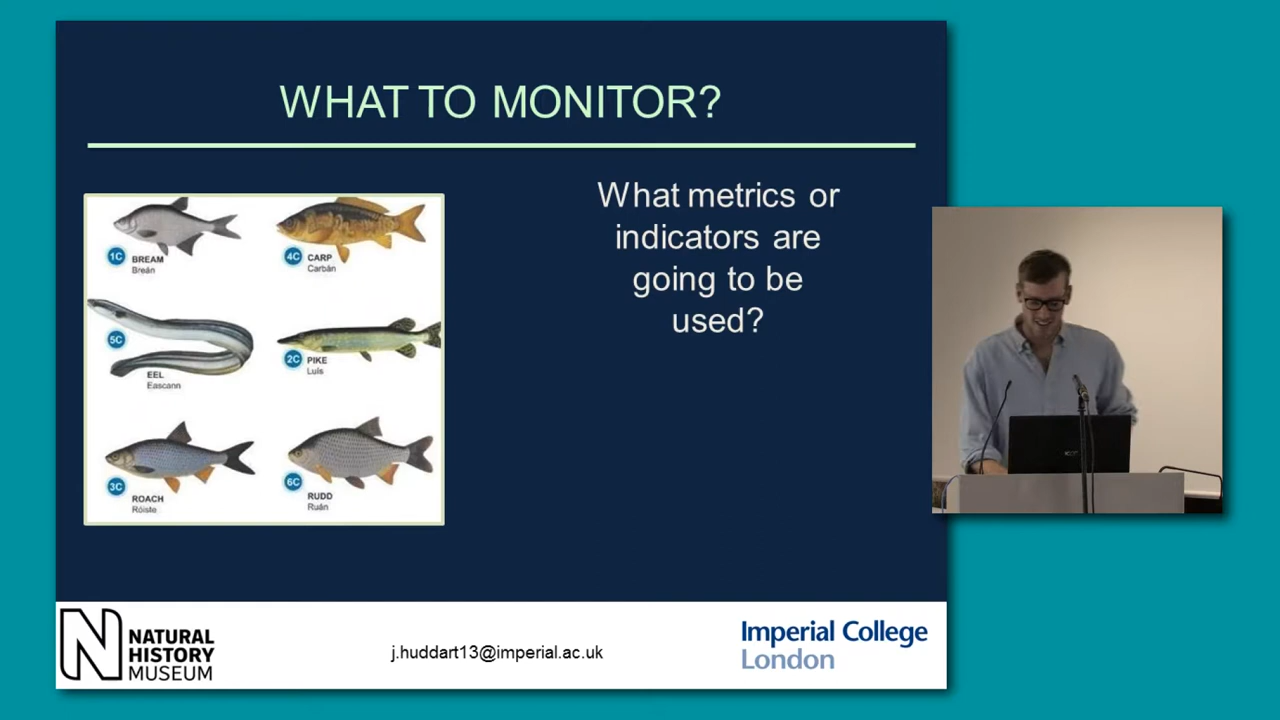 WHAT TO MONITOR?
What metrics or
indicators are
going to be
used?
1C BREAM
Breán
4C CARP
Carbán
5C
EEL
Eascann
2C PIKE
Luis
3C
ROACH
Róiste
6C
RUDD
Ruán
N NATURAL
HISTORY
MUSEUM
j.huddart13@imperial.ac.uk
Imperial College
London